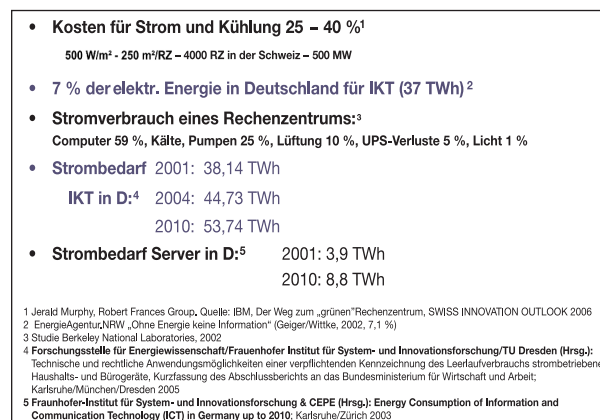 • Kosten für Strom und Kühlung 25 – 40 %¹
500 W/m² - 250 m²/RZ – 4000 RZ in der Schweiz – 500 MW
• 7 % der elektr. Energie in Deutschland für IKT (37 TWh) ²
• Stromverbrauch eines Rechenzentrums:³
Computer 59 %, Kälte, Pumpen 25 %, Lüftung 10 %, UPS-Verluste 5 %, Licht 1 %
• Strombedarf 2001: 38,14 TWh
IKT in D:⁴ 2004: 44,73 TWh
2010: 53,74 TWh
• Strombedarf Server in D:⁵ 2001: 3,9 TWh
2010: 8,8 TWh
1 Jerald Murphy, Robert Frances Group. Quelle: IBM, Der Weg zum „grünen"Rechenzentrum, SWISS INNOVATION OUTLOOK 2006
2 EnergieAgentur.NRW „Ohne Energie keine Information" (Geiger/Wittke, 2002, 7,1 %)
3 Studie Berkeley National Laboratories, 2002
4 Forschungsstelle für Energiewissenschaft/Frauenhofer Institut für System- und Innovationsforschung/TU Dresden (Hrsg.):
Technische und rechtliche Anwendungsmöglichkeiten einer verpflichtenden Kennzeichnung des Leerlaufverbrauchs strombetriebene
Haushalts- und Bürogeräte, Kurzfassung des Abschlussberichts an das Bundesministerium für Wirtschaft und Arbeit;
Karlsruhe/München/Dresden 2005
5 Fraunhofer-Institut für System- und Innovationsforschung & CEPE (Hrsg.): Energy Consumption of Information and
Communication Technology (ICT) in Germany up to 2010; Karlsruhe/Zürich 2003